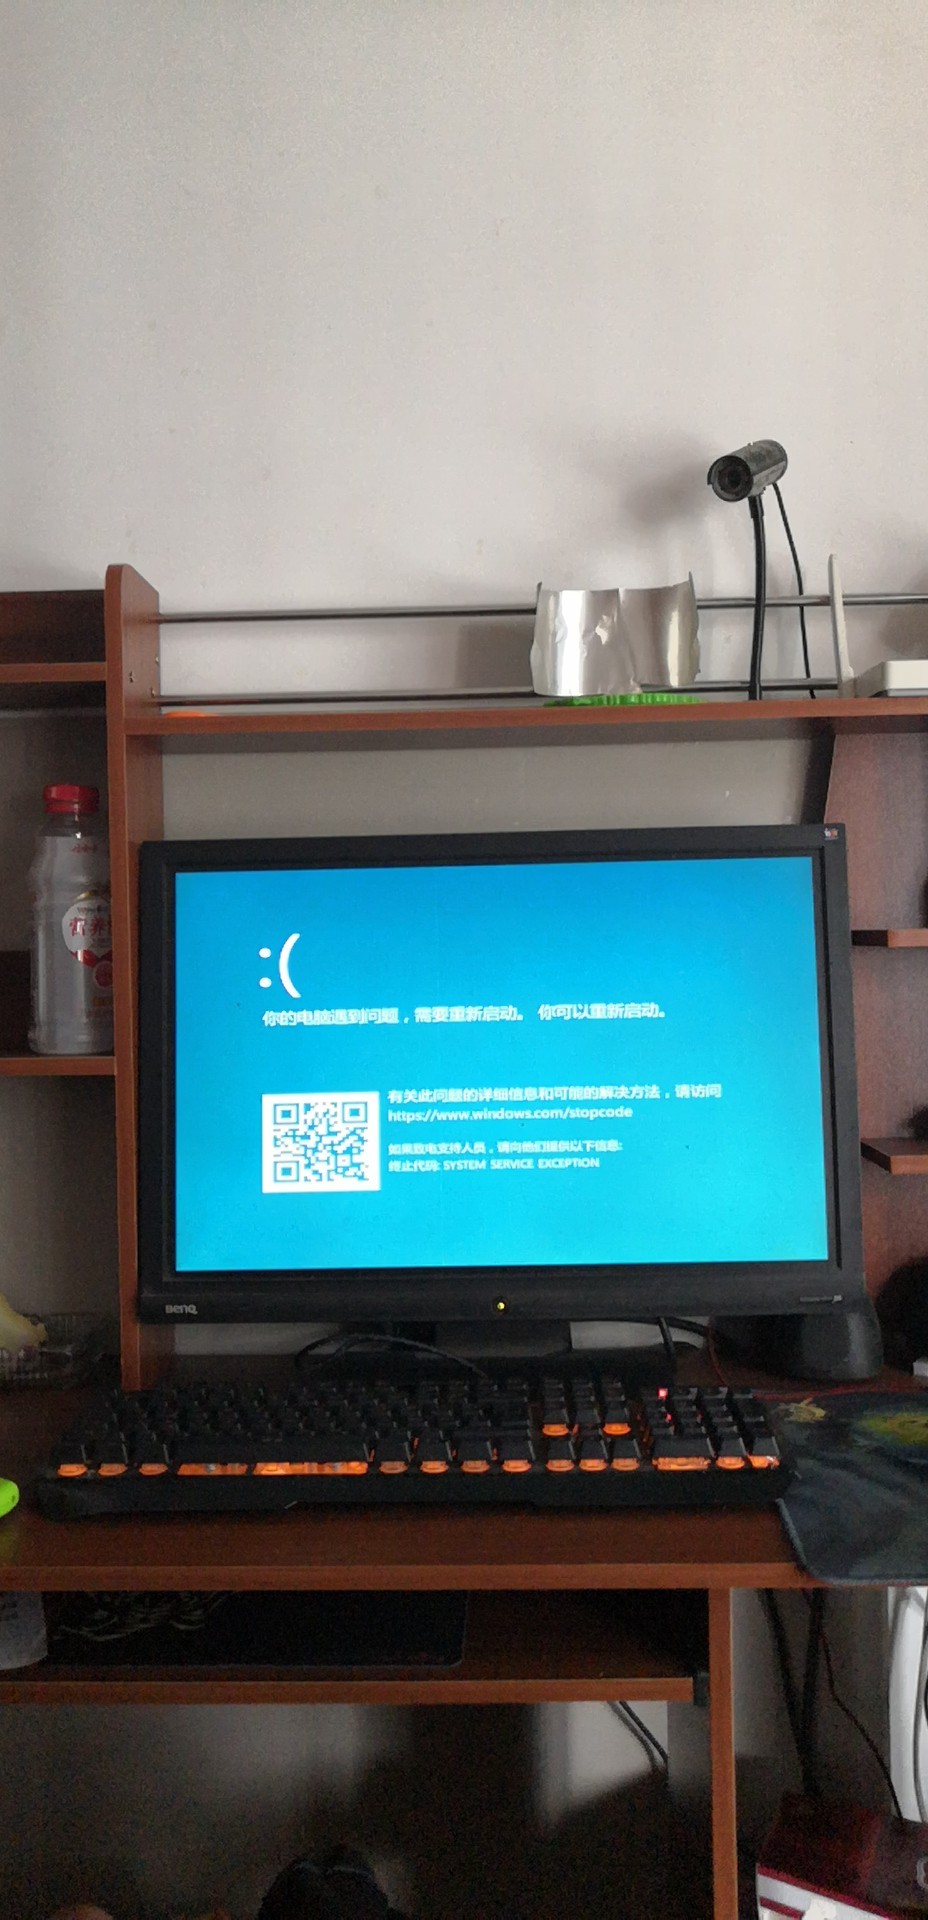 营养
:(
你的电脑遇到问题，需要重新启动。 你可以重新启动。
有关此问题的详细信息和可能的解决方法，请访问
https://www.windows.com/stopcode
如果致电支持人员，请向他们提供以下信息:
终止代码: SYSTEM SERVICE EXCEPTION
BenQ